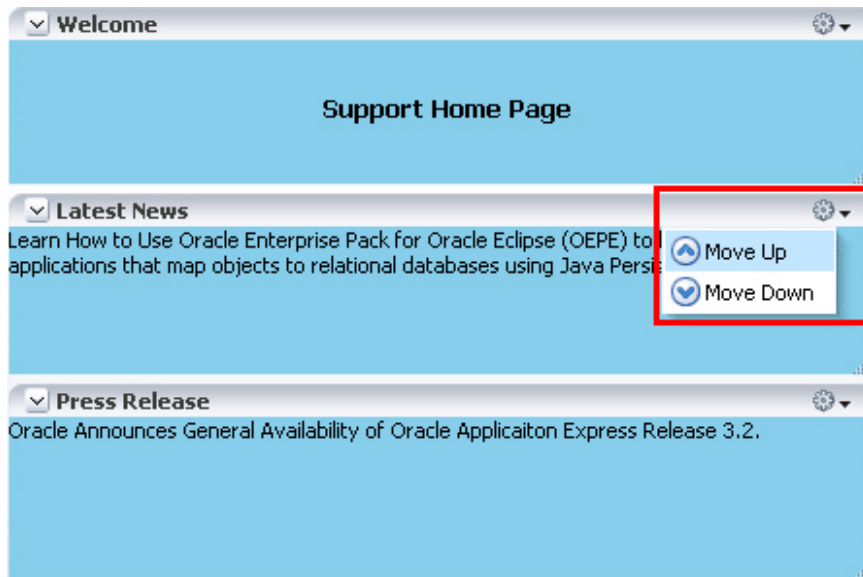 Welcome
Support Home Page
Latest News
Learn How to Use Oracle Enterprise Pack for Oracle Eclipse (OEPE) to
Move Up
applications that map objects to relational databases using Java
Move Down
Press Release
Oracle Announces General Availability of Oracle Applicaiton Express Release 3.2.